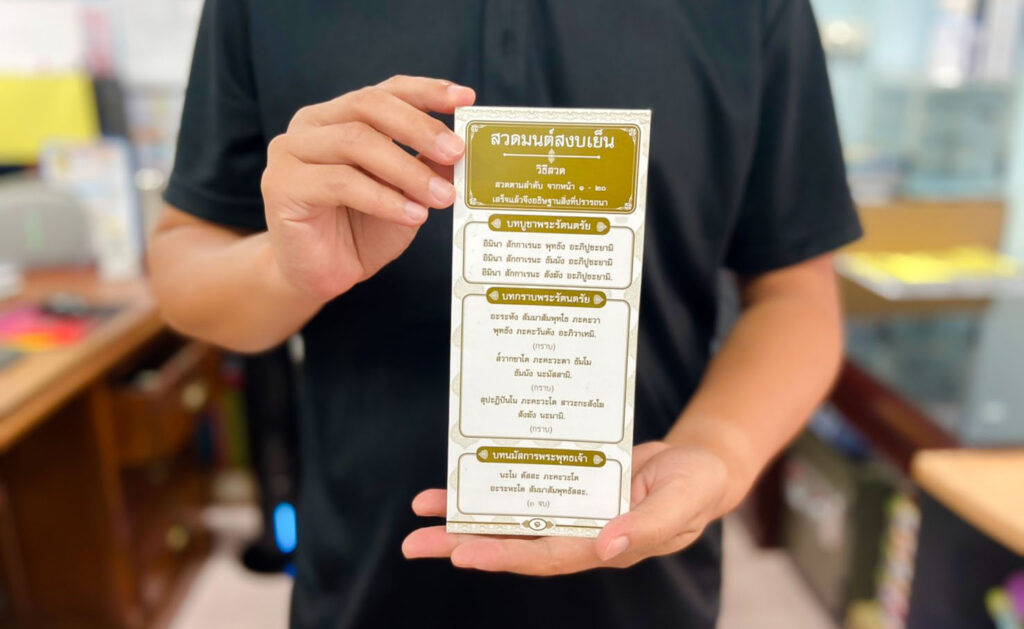 สวดมนต์สงบเย็น
วิธีสวด
สวดตามลำดับ จากหน้า ๑ - ๒๐
เสร็จแล้วจึงอธิษฐานสิ่งที่ปรารถนา
บทบูชาพระรัตนตรัย
อิมินา สักกาเรนะ พุทธัง อะภิปูชะยามิ
อิมินา สักกาเรนะ ธัมมัง อะภิปูชะยามิ
อิมินา สักกาเรนะ สังฆัง อะภิปูชะยามิ.
บทกราบพระรัตนตรัย
อะระหัง สัมมาสัมพุทโธ ภะคะวา
พุทธัง ภะคะวันตัง อะภิวาเทมิ.
(กราบ)
ส๎วากขาโต ภะคะวะตา ธัมโม
ธัมมัง นะมัสสามิ.
(กราบ)
สุปะฏิปันโน ภะคะวะโต สาวะกะสังโฆ
สังฆัง นะมามิ.
(กราบ)
บทนมัสการพระพุทธเจ้า
นะโม ตัสสะ ภะคะวะโต
อะระหะโต สัมมาสัมพุทธัสสะ.
(๓ จบ)
๑